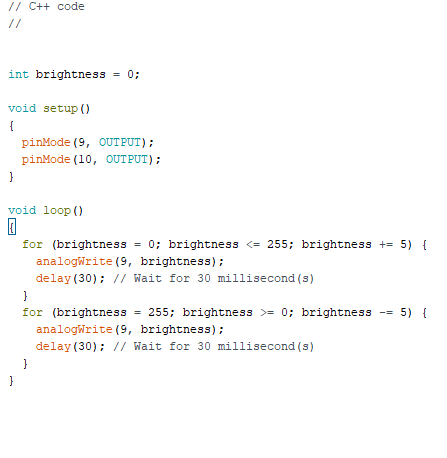 // C++ code
//
int brightness = 0;
void setup()
{
  pinMode(9, OUTPUT);
  pinMode(10, OUTPUT);
}
void loop()
{
  for (brightness = 0; brightness <= 255; brightness += 5) {
    analogWrite(9, brightness);
    delay(30); // Wait for 30 millisecond(s)
  }
  for (brightness = 255; brightness >= 0; brightness -= 5) {
    analogWrite(9, brightness);
    delay(30); // Wait for 30 millisecond(s)
  }
}